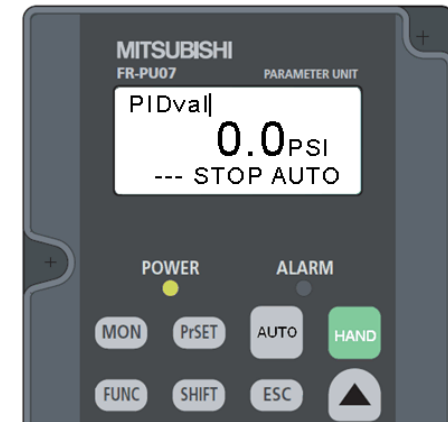 MITSUBISHI
FR-PU07 PARAMETER UNIT
PIDval
0.0PSI
--- STOP AUTO
POWER ALARM
MON PrSET AUTO HAND
FUNC SHIFT ESC